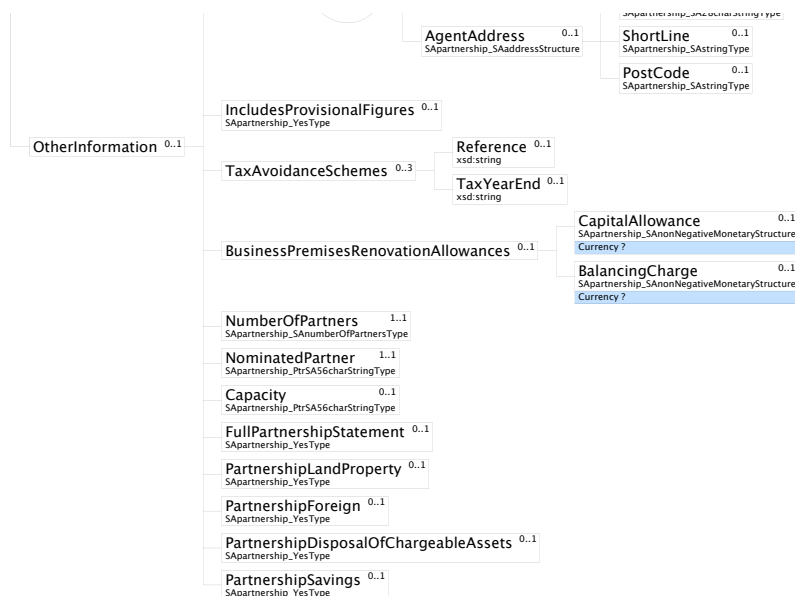 SApartnership_SA28charStringType
AgentAddress 0..1
SApartnership_SAaddressStructure
ShortLine 0..1
SApartnership_SAstringType
PostCode 0..1
SApartnership_SAstringType
IncludesProvisionalFigures 0..1
SApartnership_YesType
OtherInformation 0..1
TaxAvoidanceSchemes 0..3
Reference 0..1
xsd:string
TaxYearEnd 0..1
xsd:string
BusinessPremisesRenovationAllowances 0..1
CapitalAllowance 0..1
SApartnership_SAnonNegativeMonetaryStructure
Currency ?
BalancingCharge 0..1
SApartnership_SAnonNegativeMonetaryStructure
Currency ?
NumberOfPartners 1..1
SApartnership_SAnumberOfPartnersType
NominatedPartner 1..1
SApartnership_PtrSA56charStringType
Capacity 0..1
SApartnership_PtrSA56charStringType
FullPartnershipStatement 0..1
SApartnership_YesType
PartnershipLandProperty 0..1
SApartnership_YesType
PartnershipForeign 0..1
SApartnership_YesType
PartnershipDisposalOfChargeableAssets 0..1
SApartnership_YesType
PartnershipSavings 0..1
SApartnership_YesType